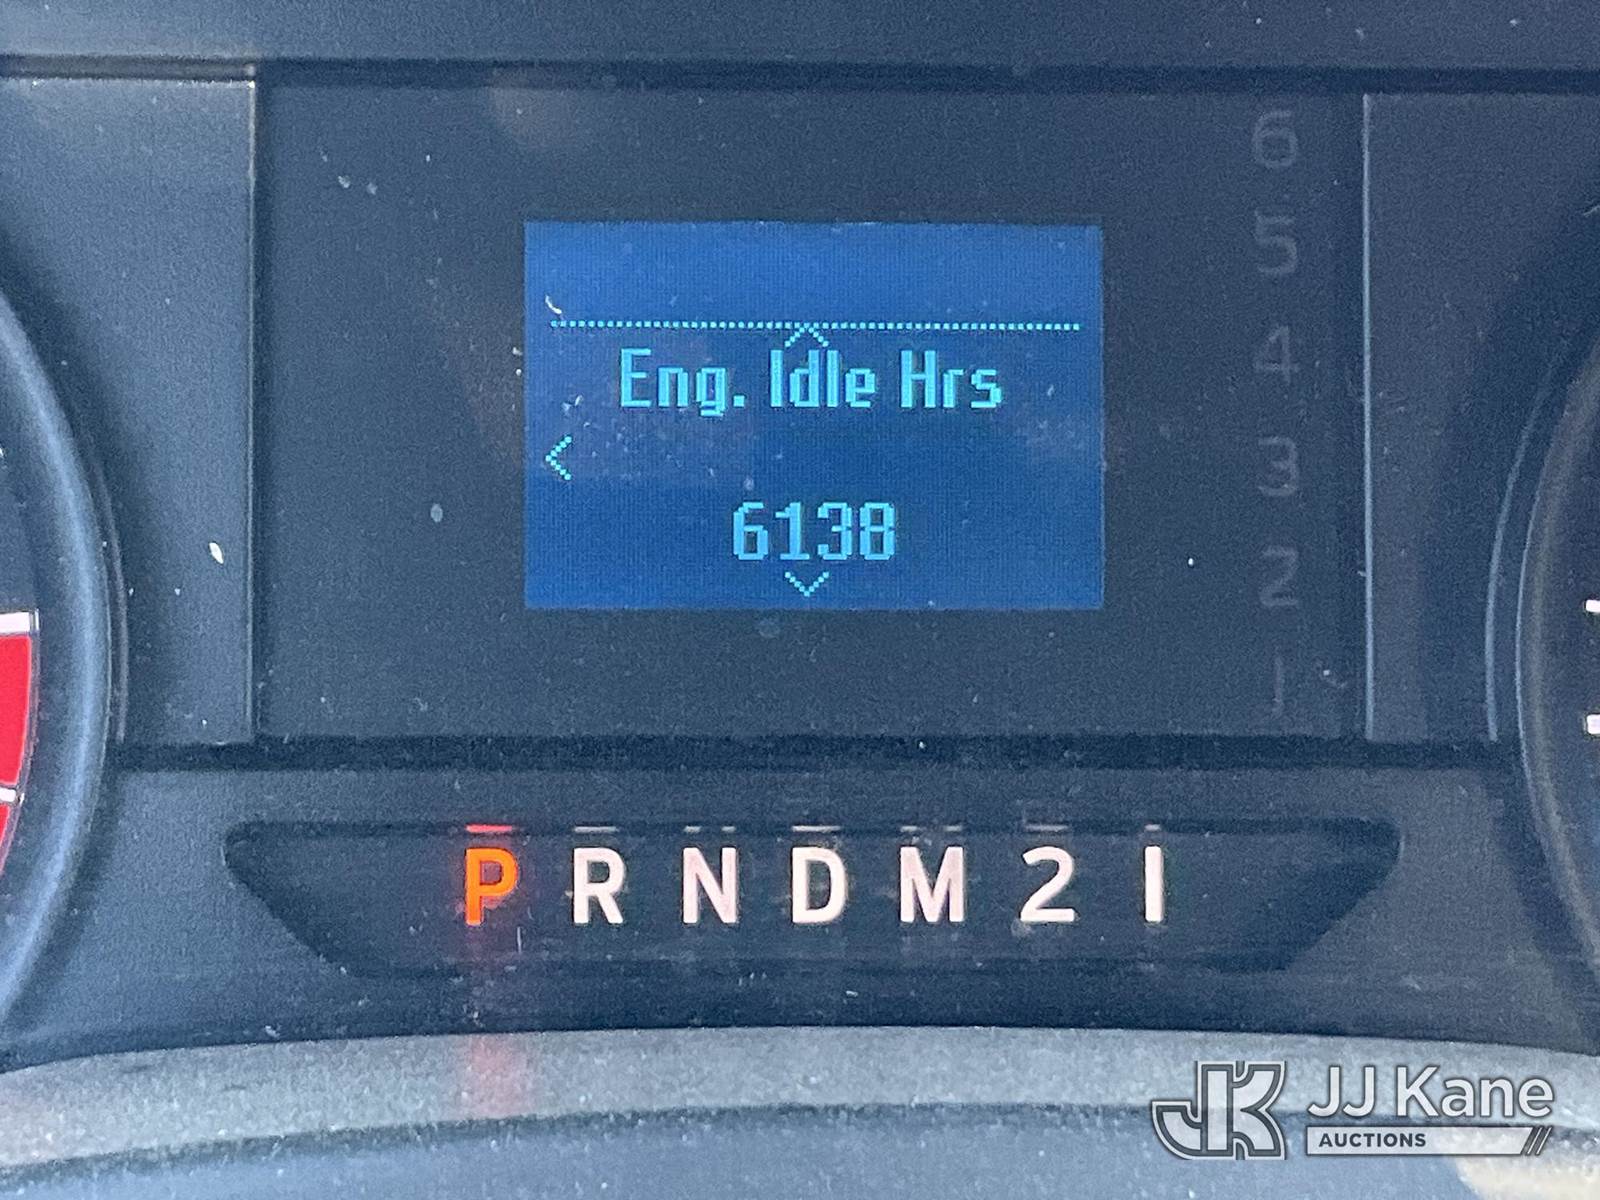 6
5
4
3
2
1
Eng. Idle Hrs
6138
P R N D M 2 1
JJ Kane
AUCTIONS